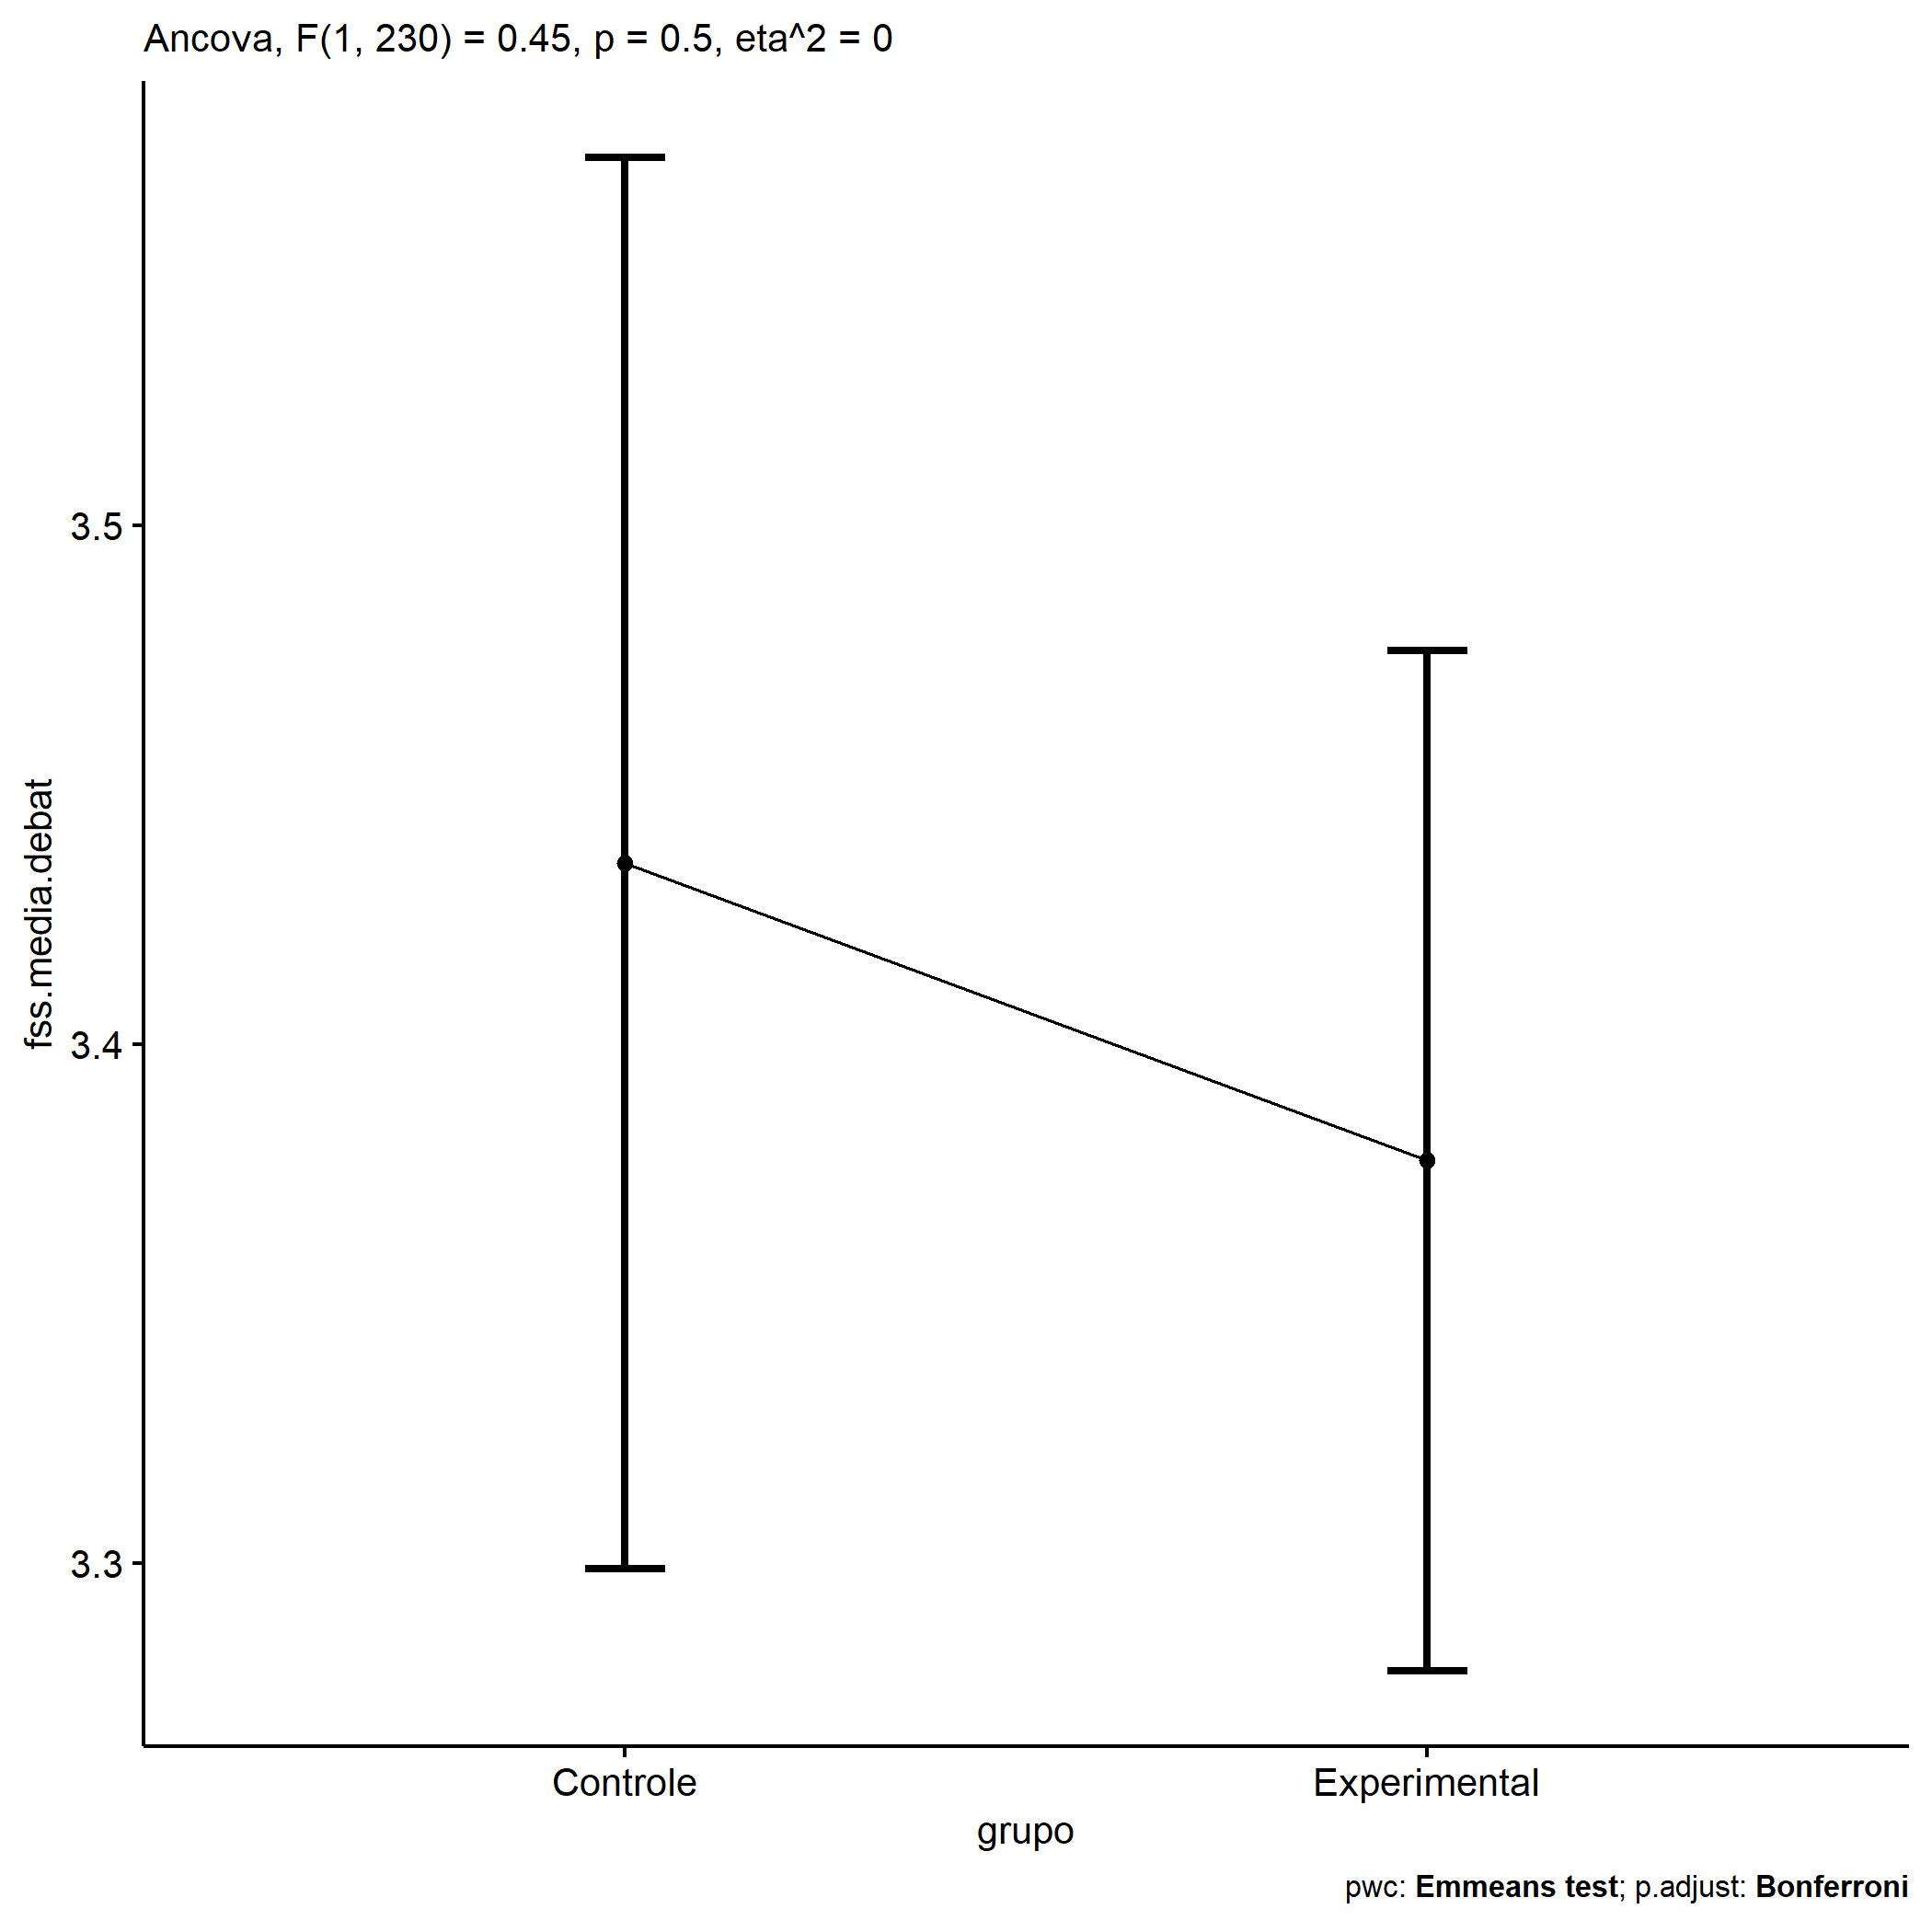 Ancova, F(1, 230) = 0.45, p = 0.5, eta^2 = 0
fss.media.debat
3.5
3.4
3.3
Controle
Experimental
grupo
pwc: Emmeans test; p.adjust: Bonferroni